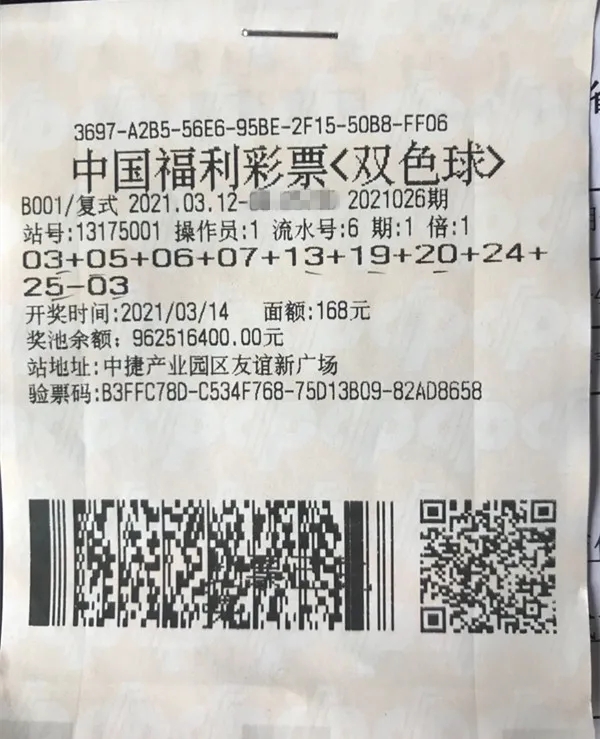 3697-A2B5-56E6-95BE-2F15-50B8-FF06
中国福利彩票<双色球>
B001/复式 2021.03.12- 2021026期
站号:13175001 操作员:1 流水号:6 期:1 倍:1
03+05+06+07+13+19+20+24+
25-03
开奖时间:2021/03/14 面额:168元
奖池余额: 962516400.00元
站地址:中捷产业园区友谊新广场
验票码:B3FFC78D-C534F768-75D13B09-82AD8658